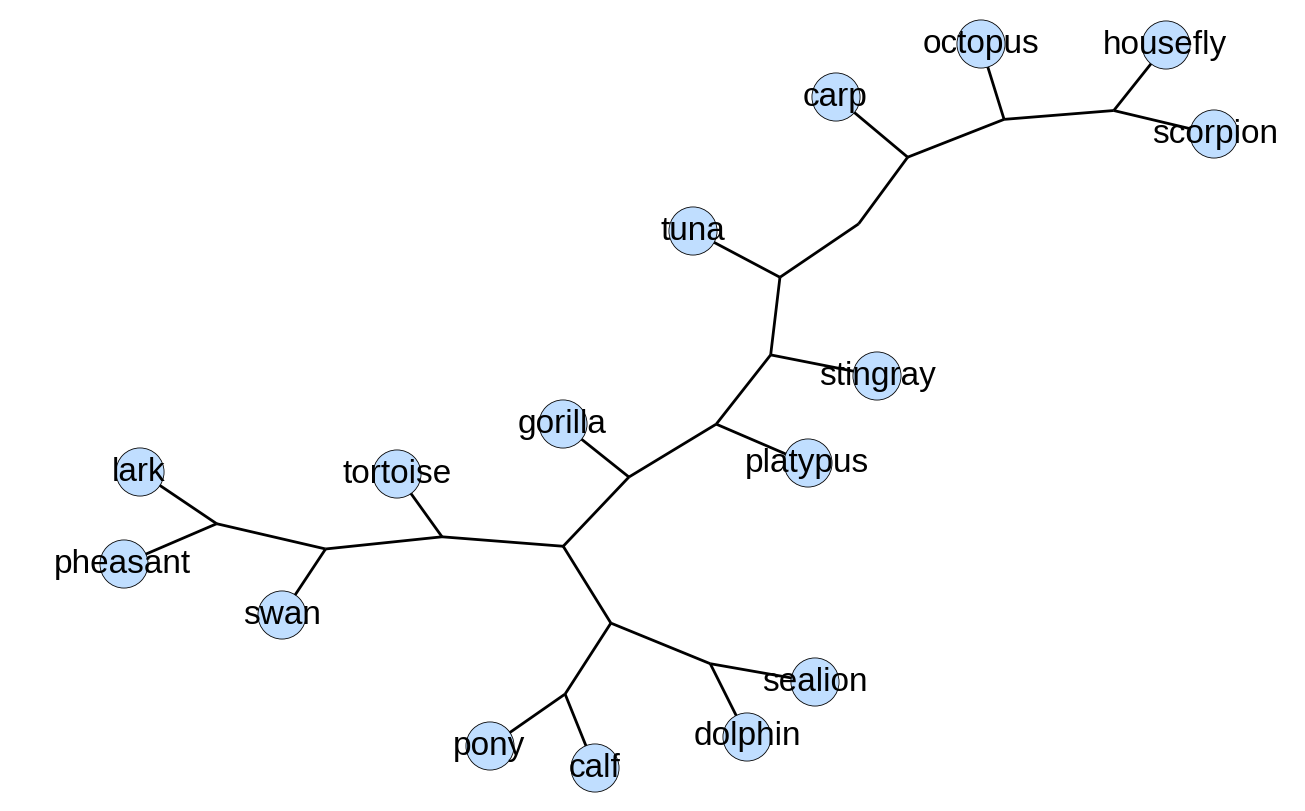 octopus
housefly
carp
scorpion
tuna
stingray
gorilla
platypus
lark
tortoise
pheasant
swan
sealion
dolphin
pony
calf